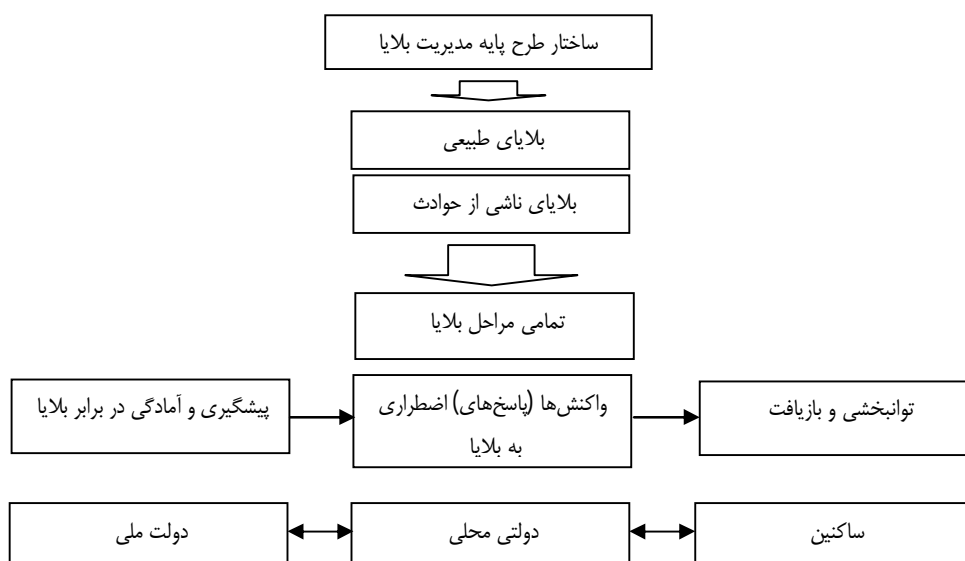 ساختار طرح پایه مدیریت بلایا
بلایای طبیعی
بلایای ناشی از حوادث
تمامی مراحل بلایا
پیشگیری و آمادگی در برابر بلایا
واکنش‌ها (پاسخ‌های) اضطراری
به بلایا
توانبخشی و بازیافت
دولت ملی
دولتی محلی
ساکنین